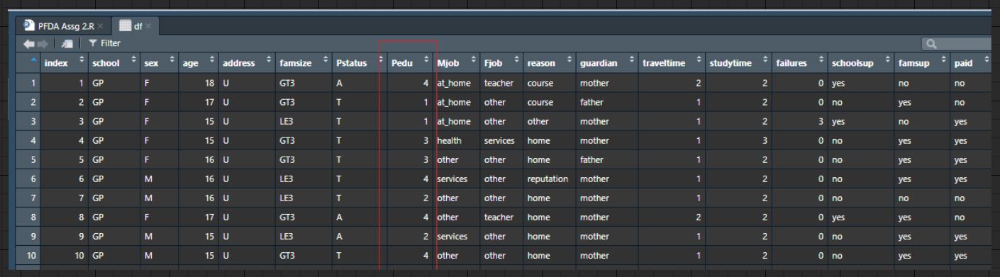 PFDA Assg 2.R × df ×
Filter
index school sex age address famsize Pstatus Pedu Mjob Fjob reason guardian traveltime studytime failures schoolsup famsup paid
1 1 GP F 18 U GT3 A 4 at_home teacher course mother 2 2 0 yes no no
2 2 GP F 17 U GT3 T 1 at_home other course father 1 2 0 no yes no
3 3 GP F 15 U LE3 T 1 at_home other other mother 1 2 3 yes no yes
4 4 GP F 15 U GT3 T 3 health services home mother 1 3 0 no yes yes
5 5 GP F 16 U GT3 T 3 other other home father 1 2 0 no yes yes
6 6 GP M 16 U LE3 T 4 services other reputation mother 1 2 0 no yes yes
7 7 GP M 16 U LE3 T 2 other other home mother 1 2 0 no no no
8 8 GP F 17 U GT3 A 4 other teacher home mother 2 2 0 yes yes no
9 9 GP M 15 U LE3 A 2 services other home mother 1 2 0 no yes yes
10 10 GP M 15 U GT3 T 4 other other home mother 1 2 0 no yes yes